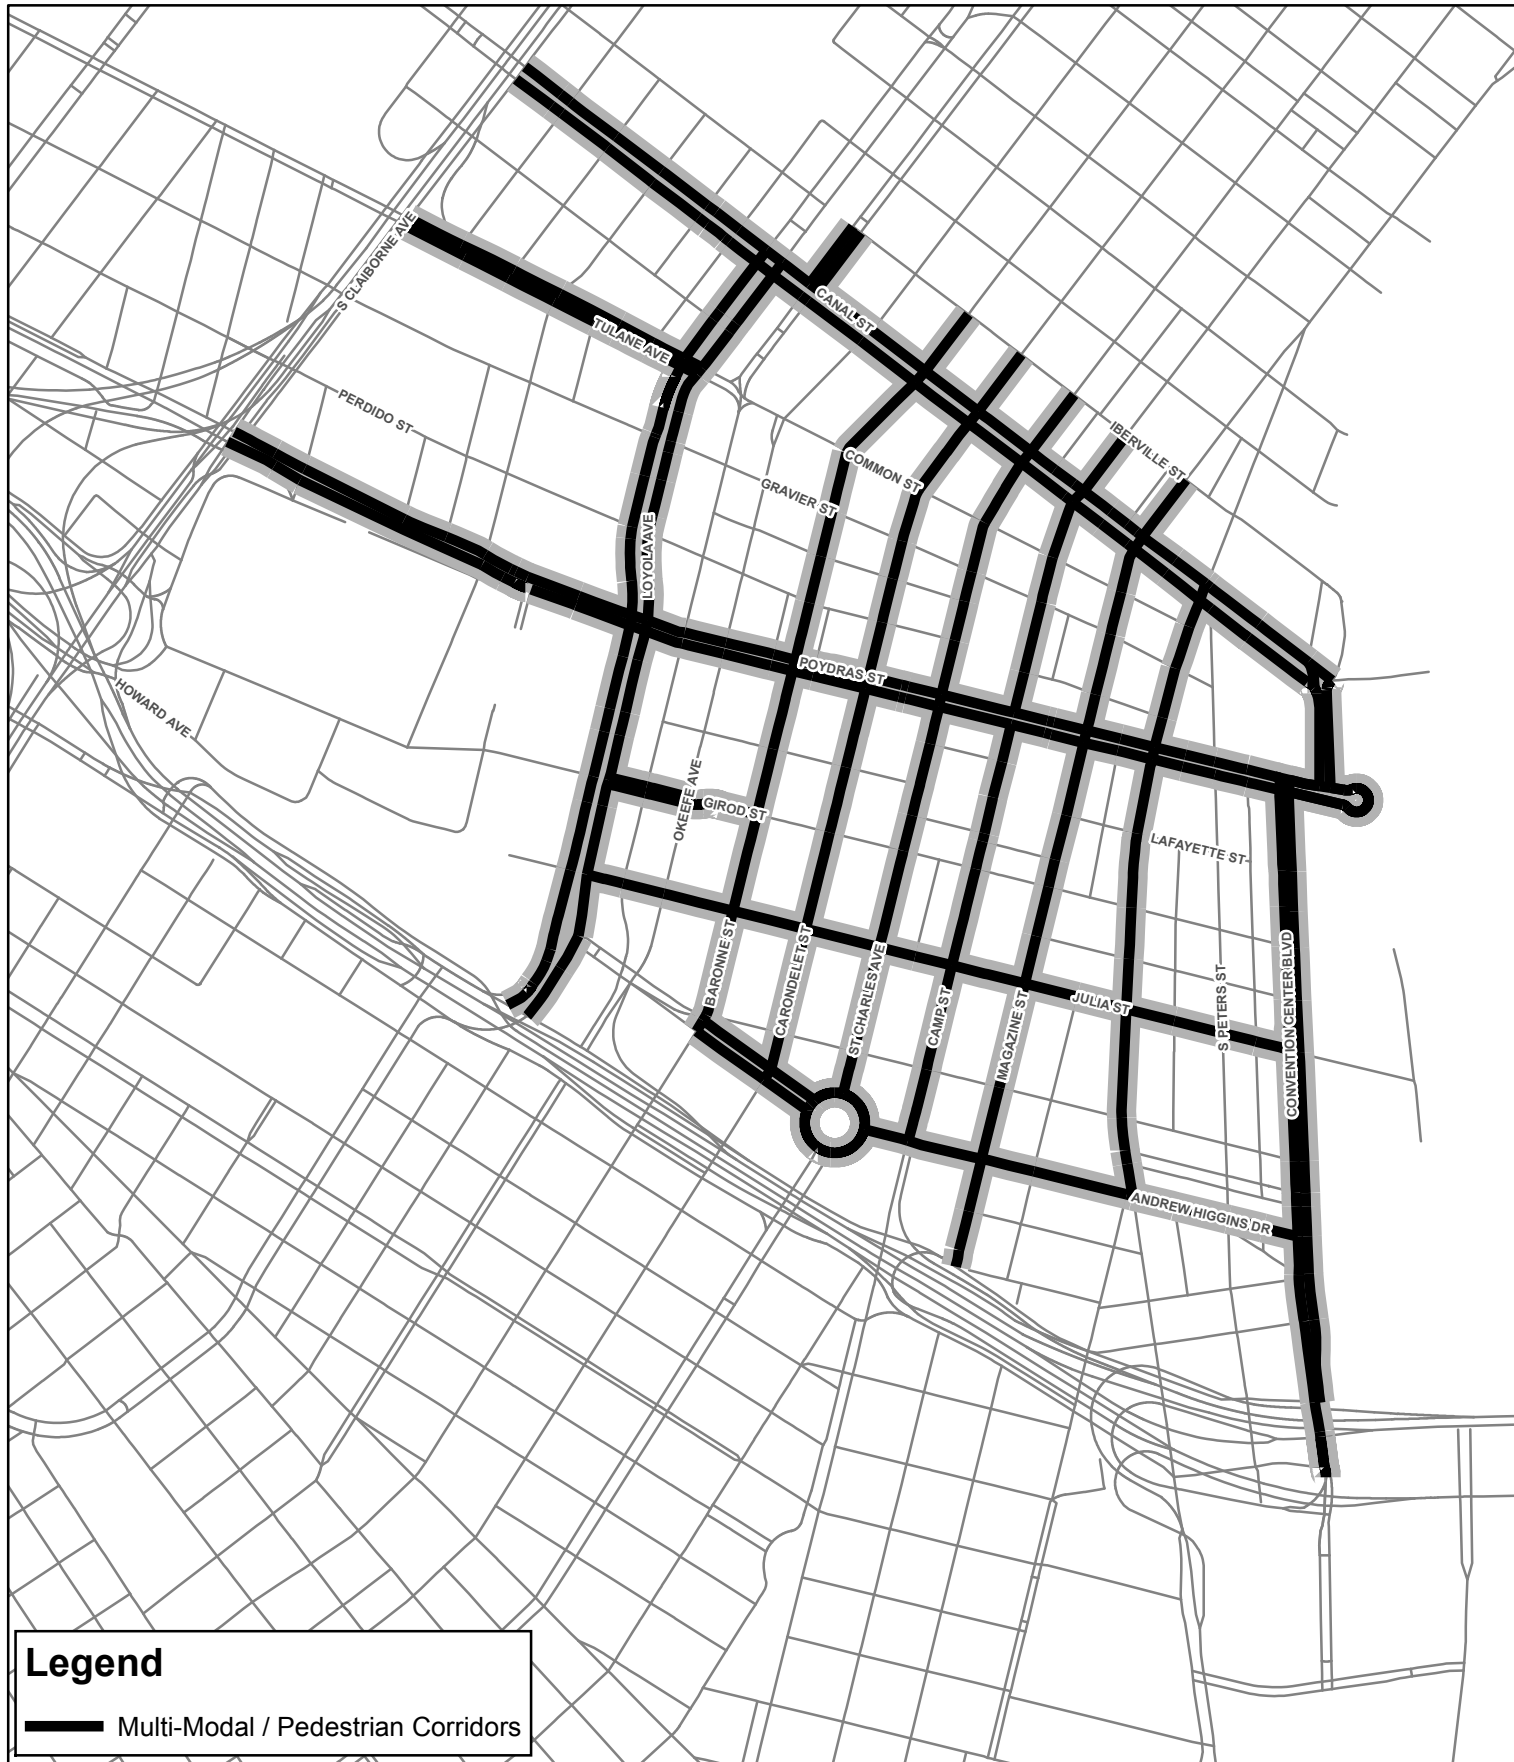 S CLAIBORNE AVE
CANAL ST
TULANE AVE
PERDIDO ST
IBERVILLE ST
COMMON ST
GRAVIER ST
LOYOLA AVE
POYDRAS ST
HOWARD AVE
OKEEFE AVE
GIROD ST
LAFAYETTE ST
BARONNE ST
CARONDELET ST
ST CHARLES AVE
CAMP ST
MAGAZINE ST
JULIA ST
S PETERS ST
CONVENTION CENTER BLVD
ANDREW HIGGINS DR
Legend
Multi-Modal / Pedestrian Corridors